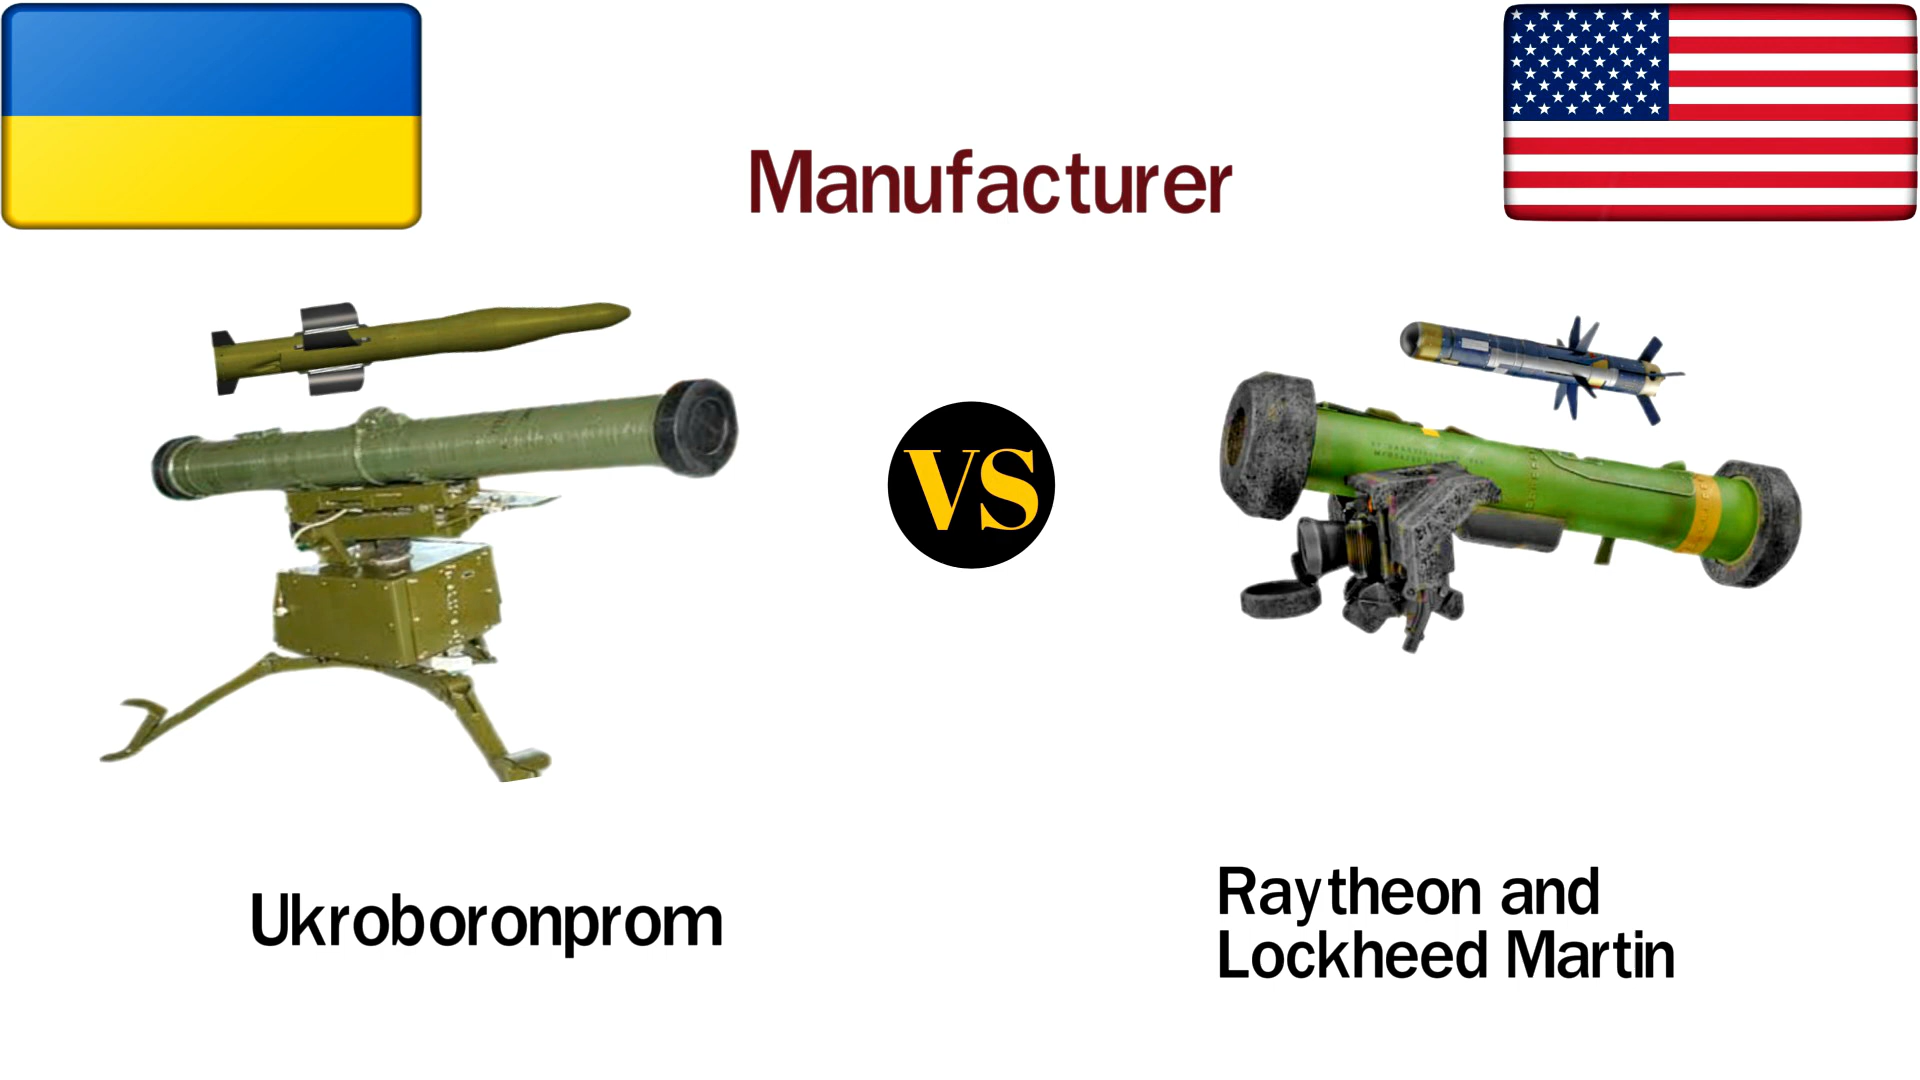 Manufacturer
VS
Ukroboronprom
Raytheon and
Lockheed Martin